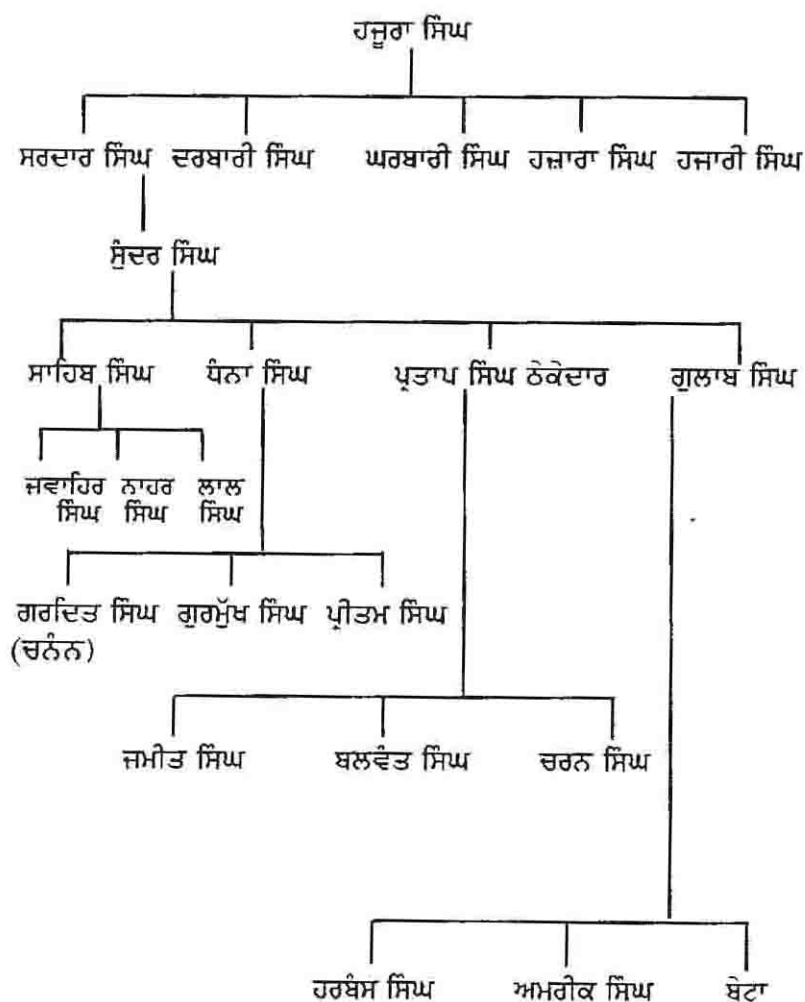 ਹਜੂਰਾ ਸਿੰਘ
ਸਰਦਾਰ ਸਿੰਘ ਦਰਬਾਰੀ ਸਿੰਘ ਘਰਬਾਰੀ ਸਿੰਘ ਹਜ਼ਾਰਾ ਸਿੰਘ ਹਜਾਰੀ ਸਿੰਘ
ਸੁੰਦਰ ਸਿੰਘ
ਸਾਹਿਬ ਸਿੰਘ ਧੰਨਾ ਸਿੰਘ ਪ੍ਰਤਾਪ ਸਿੰਘ ਠੇਕੇਦਾਰ ਗੁਲਾਬ ਸਿੰਘ
ਜਵਾਹਿਰ ਨਾਹਰ ਲਾਲ
ਸਿੰਘ ਸਿੰਘ ਸਿੰਘ
ਗਰਦਿਤ ਸਿੰਘ ਗੁਰਮੁੱਖ ਸਿੰਘ ਪ੍ਰੀਤਮ ਸਿੰਘ
(ਚਨੰਨ)
ਜਮੀਤ ਸਿੰਘ ਬਲਵੰਤ ਸਿੰਘ ਚਰਨ ਸਿੰਘ
ਹਰਬੰਸ ਸਿੰਘ ਅਮਰੀਕ ਸਿੰਘ ਬੇਟਾ